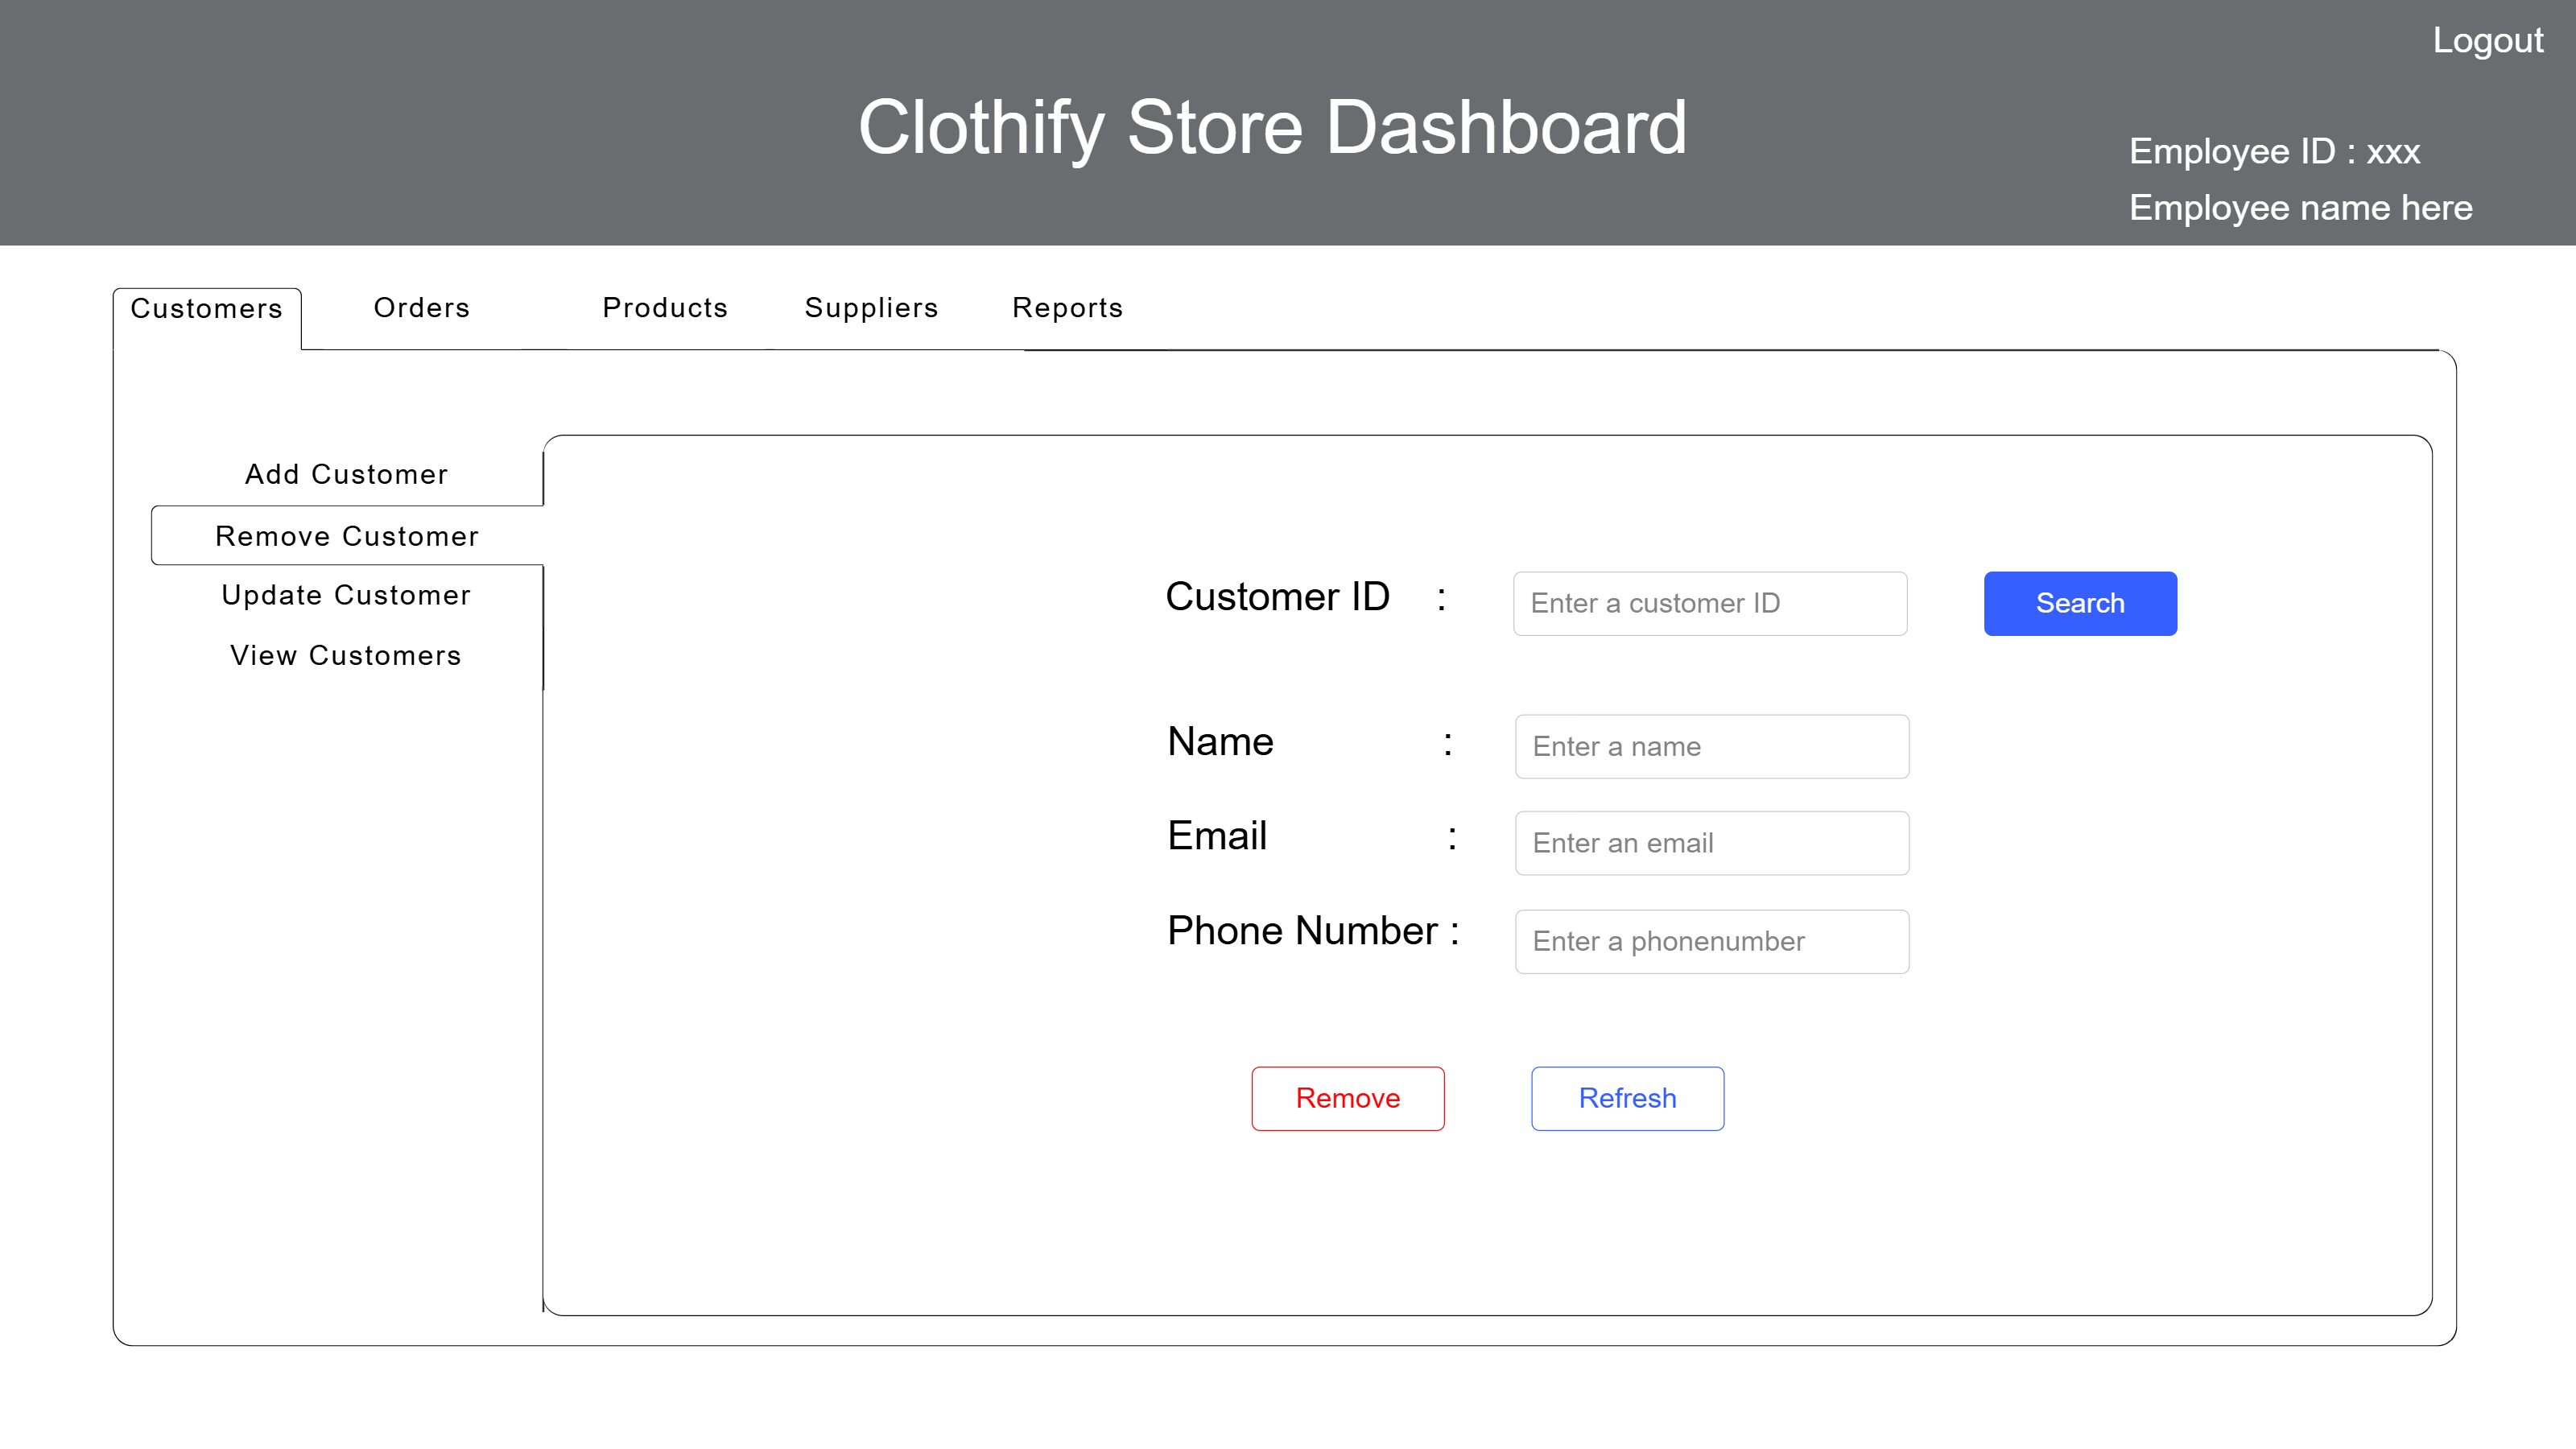 Logout
Clothify Store Dashboard
Employee ID : xxx
Employee name here
Customers Orders Products Suppliers Reports
Add Customer
Remove Customer
Update Customer
View Customers
Customer ID : Enter a customer ID Search
Name : Enter a name
Email : Enter an email
Phone Number : Enter a phonenumber
Remove Refresh